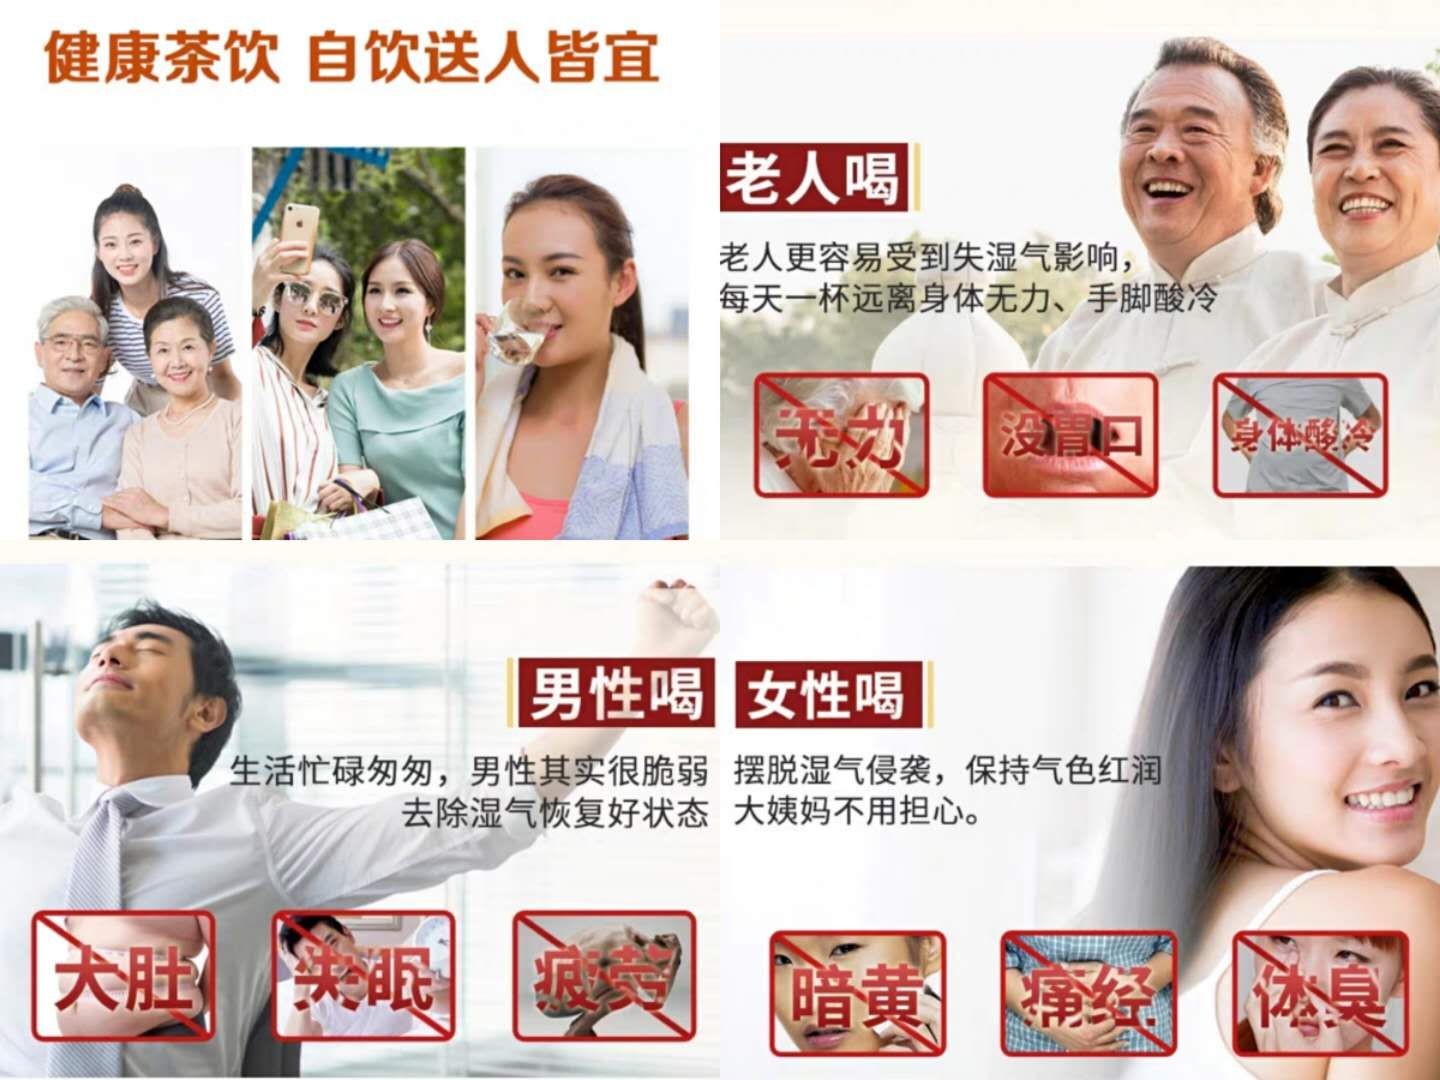 健康茶饮 自饮送人皆宜
老人喝
老人更容易受到失湿气影响，
每天一杯远离身体无力、手脚酸冷
无力
没胃口
身体酸冷
男性喝
生活忙碌匆匆，男性其实很脆弱
去除湿气恢复好状态
大肚
失眠
疲劳
女性喝
摆脱湿气侵袭，保持气色红润
大姨妈不用担心。
暗黄
痛经
体臭